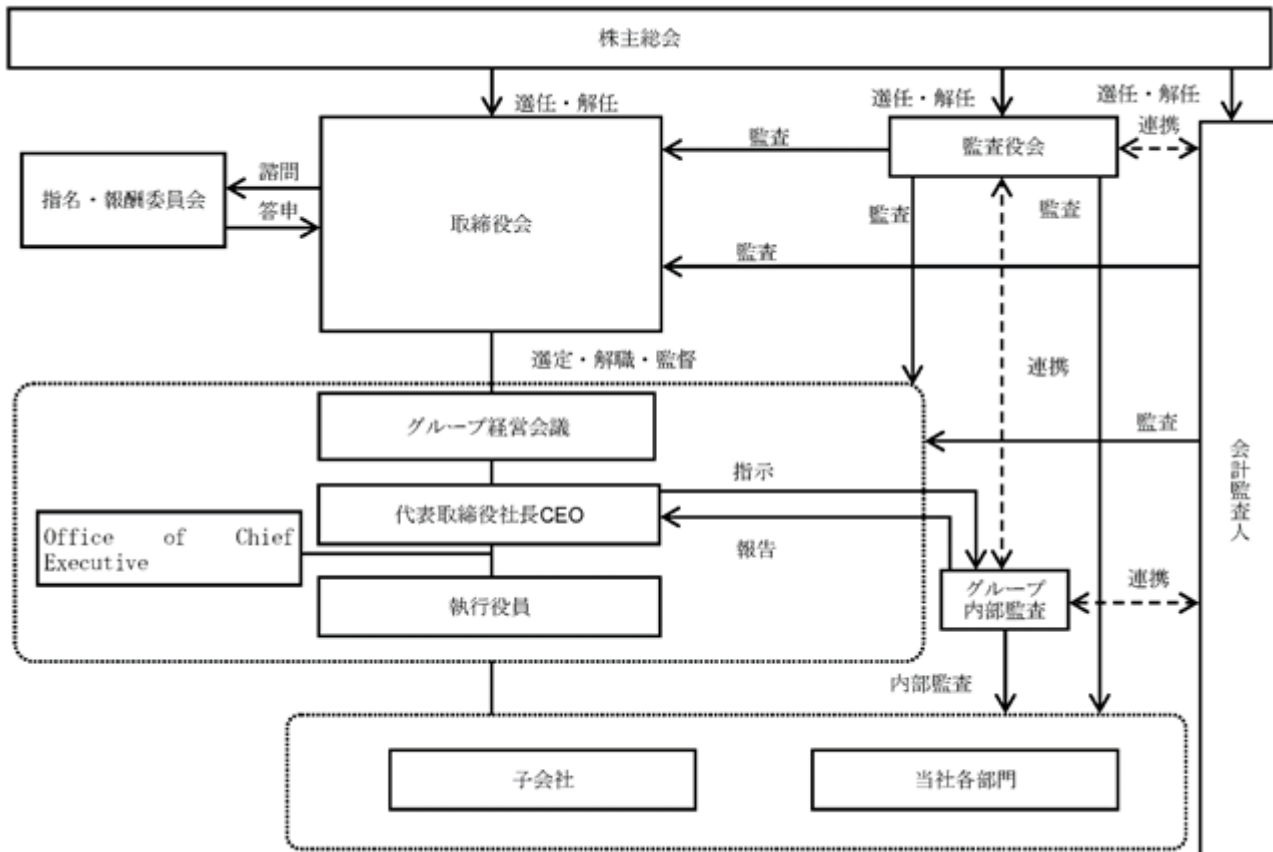 株主総会
選任・解任
選任・解任
選任・解任
監査
監査役会
連携
指名・報酬委員会
諮問
答申
取締役会
監査
監査
監査
選定・解職・監督
連携
グループ経営会議
監査
会計監査人
指示
代表取締役社長CEO
Office of Chief
Executive
報告
執行役員
グループ
内部監査
連携
内部監査
子会社
当社各部門